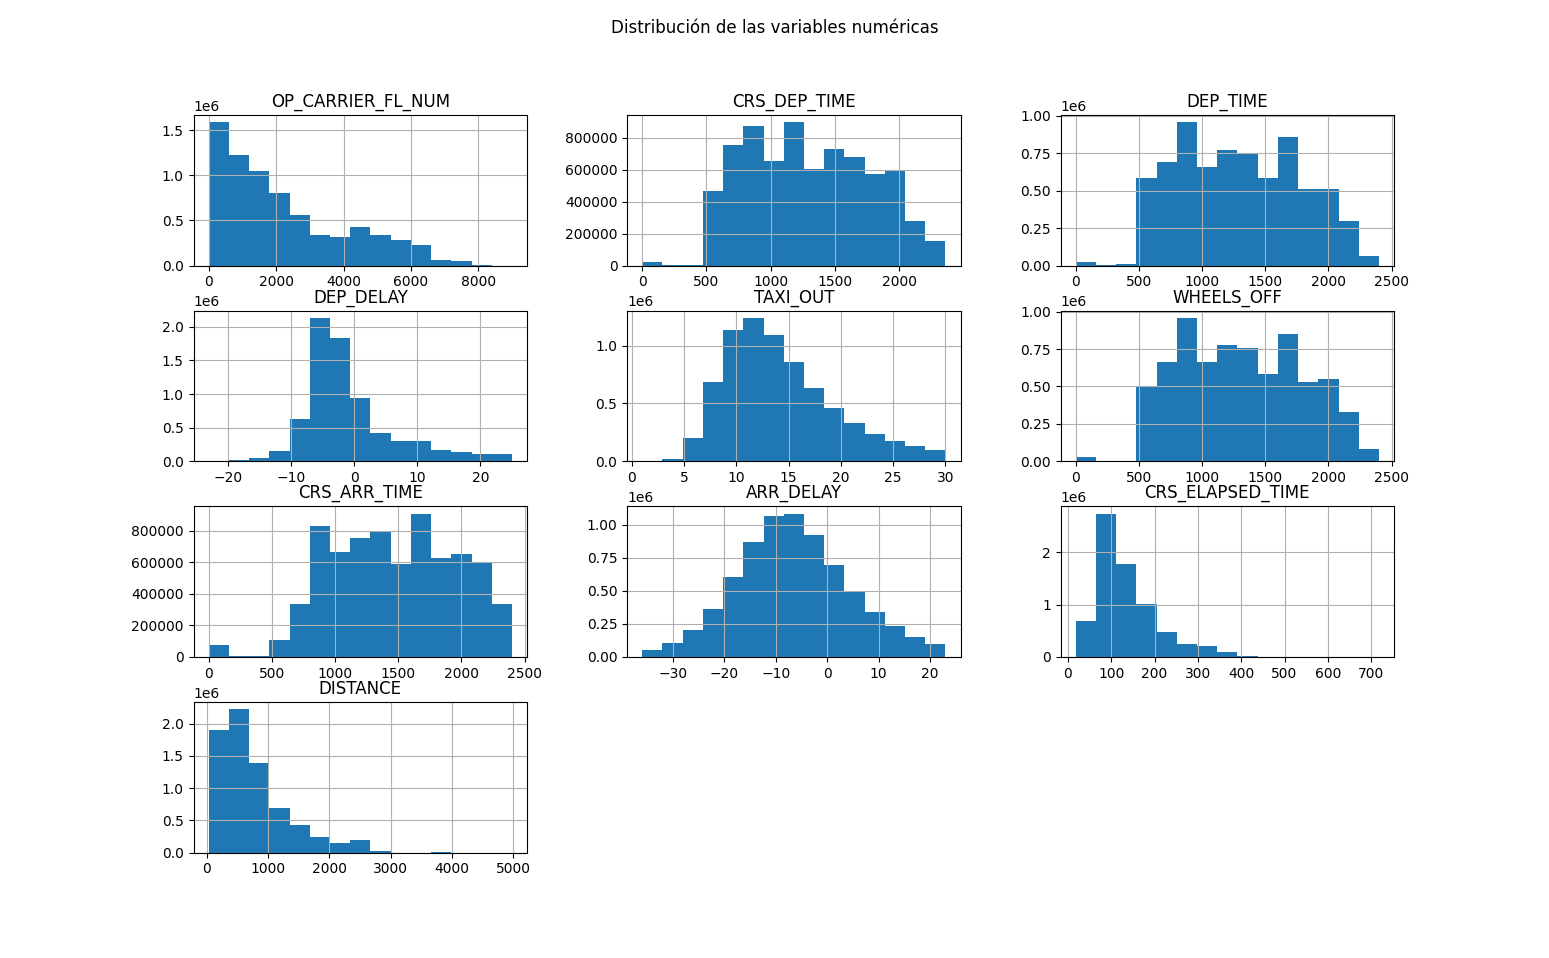 Distribución de las variables numéricas
OP_CARRIER_FL_NUM
1e6
1.5
1.0
0.5
0.0
0 2000 4000 6000 8000
CRS_DEP_TIME
800000
600000
400000
200000
0
0 500 1000 1500 2000
DEP_TIME
1e6
1.00
0.75
0.50
0.25
0.00
0 500 1000 1500 2000 2500
DEP_DELAY
1e6
2.0
1.5
1.0
0.5
0.0
−20 −10 0 10 20
TAXI_OUT
1e6
1.0
0.5
0.0
0 5 10 15 20 25 30
WHEELS_OFF
1e6
1.00
0.75
0.50
0.25
0.00
0 500 1000 1500 2000 2500
CRS_ARR_TIME
800000
600000
400000
200000
0
0 500 1000 1500 2000 2500
ARR_DELAY
1e6
1.00
0.75
0.50
0.25
0.00
−30 −20 −10 0 10 20
CRS_ELAPSED_TIME
1e6
2
1
0
0 100 200 300 400 500 600 700
DISTANCE
1e6
2.0
1.5
1.0
0.5
0.0
0 1000 2000 3000 4000 5000